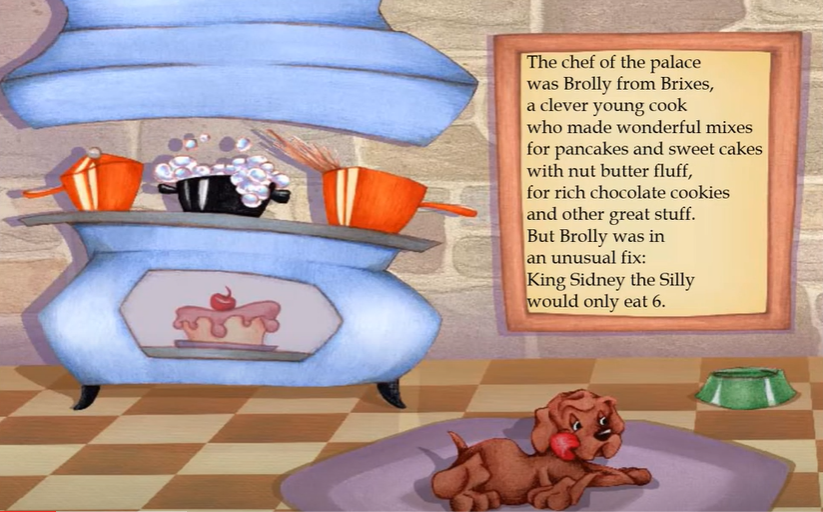 The chef of the palace
was Brolly from Brixes,
a clever young cook
who made wonderful mixes
for pancakes and sweet cakes
with nut butter fluff,
for rich chocolate cookies
and other great stuff.
But Brolly was in
an unusual fix:
King Sidney the Silly
would only eat 6.